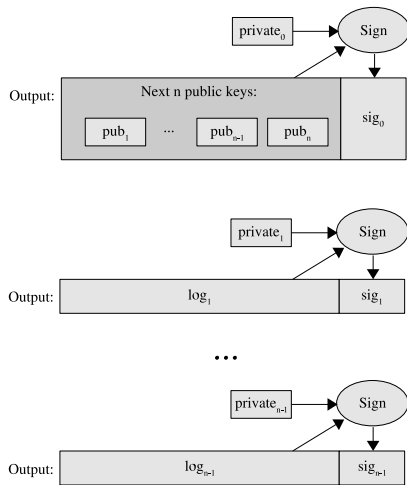 private₀
Sign
Output:
Next n public keys:
pub₁ ... pubₙ₋₁ pubₙ
sig₀
private₁
Sign
Output:
log₁
sig₁
...
privateₙ₋₁
Sign
Output:
logₙ₋₁
sigₙ₋₁